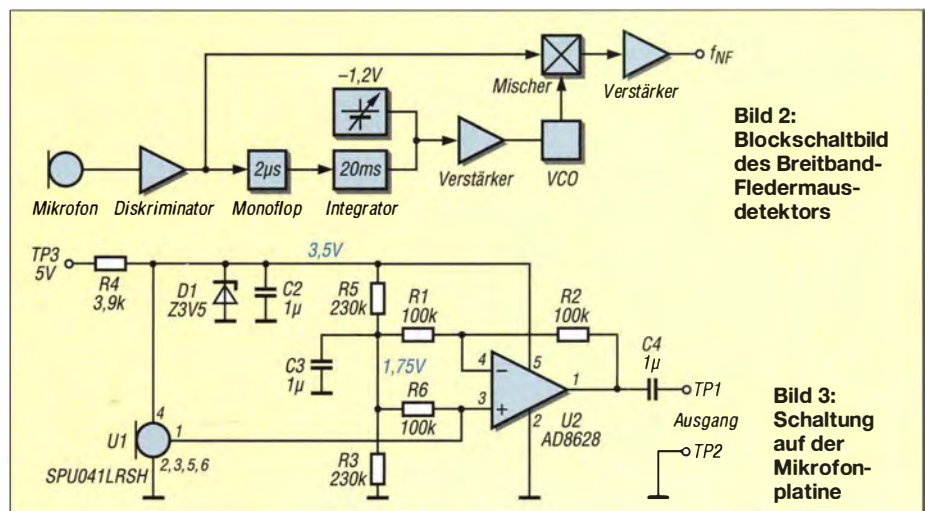 –1,2V
Mischer
Verstärker
fNF
2µs
20ms
Verstärker
VCO
Mikrofon
Diskriminator
Monoflop
Integrator
Bild 2:
Blockschaltbild
des Breitband-
Fledermaus-
detektors
TP3
5V
R4
3,9k
D1
Z3V5
C2
1µ
3,5V
R5
230k
R1
100k
R2
100k
C3
1µ
1,75V
R6
100k
4
–
5
3
+
2
1
U2
AD8628
C4
1µ
TP1
Ausgang
TP2
U1
4
1
2,3,5,6
SPU041LRSH
R3
230k
Bild 3:
Schaltung
auf der
Mikrofon-
platine